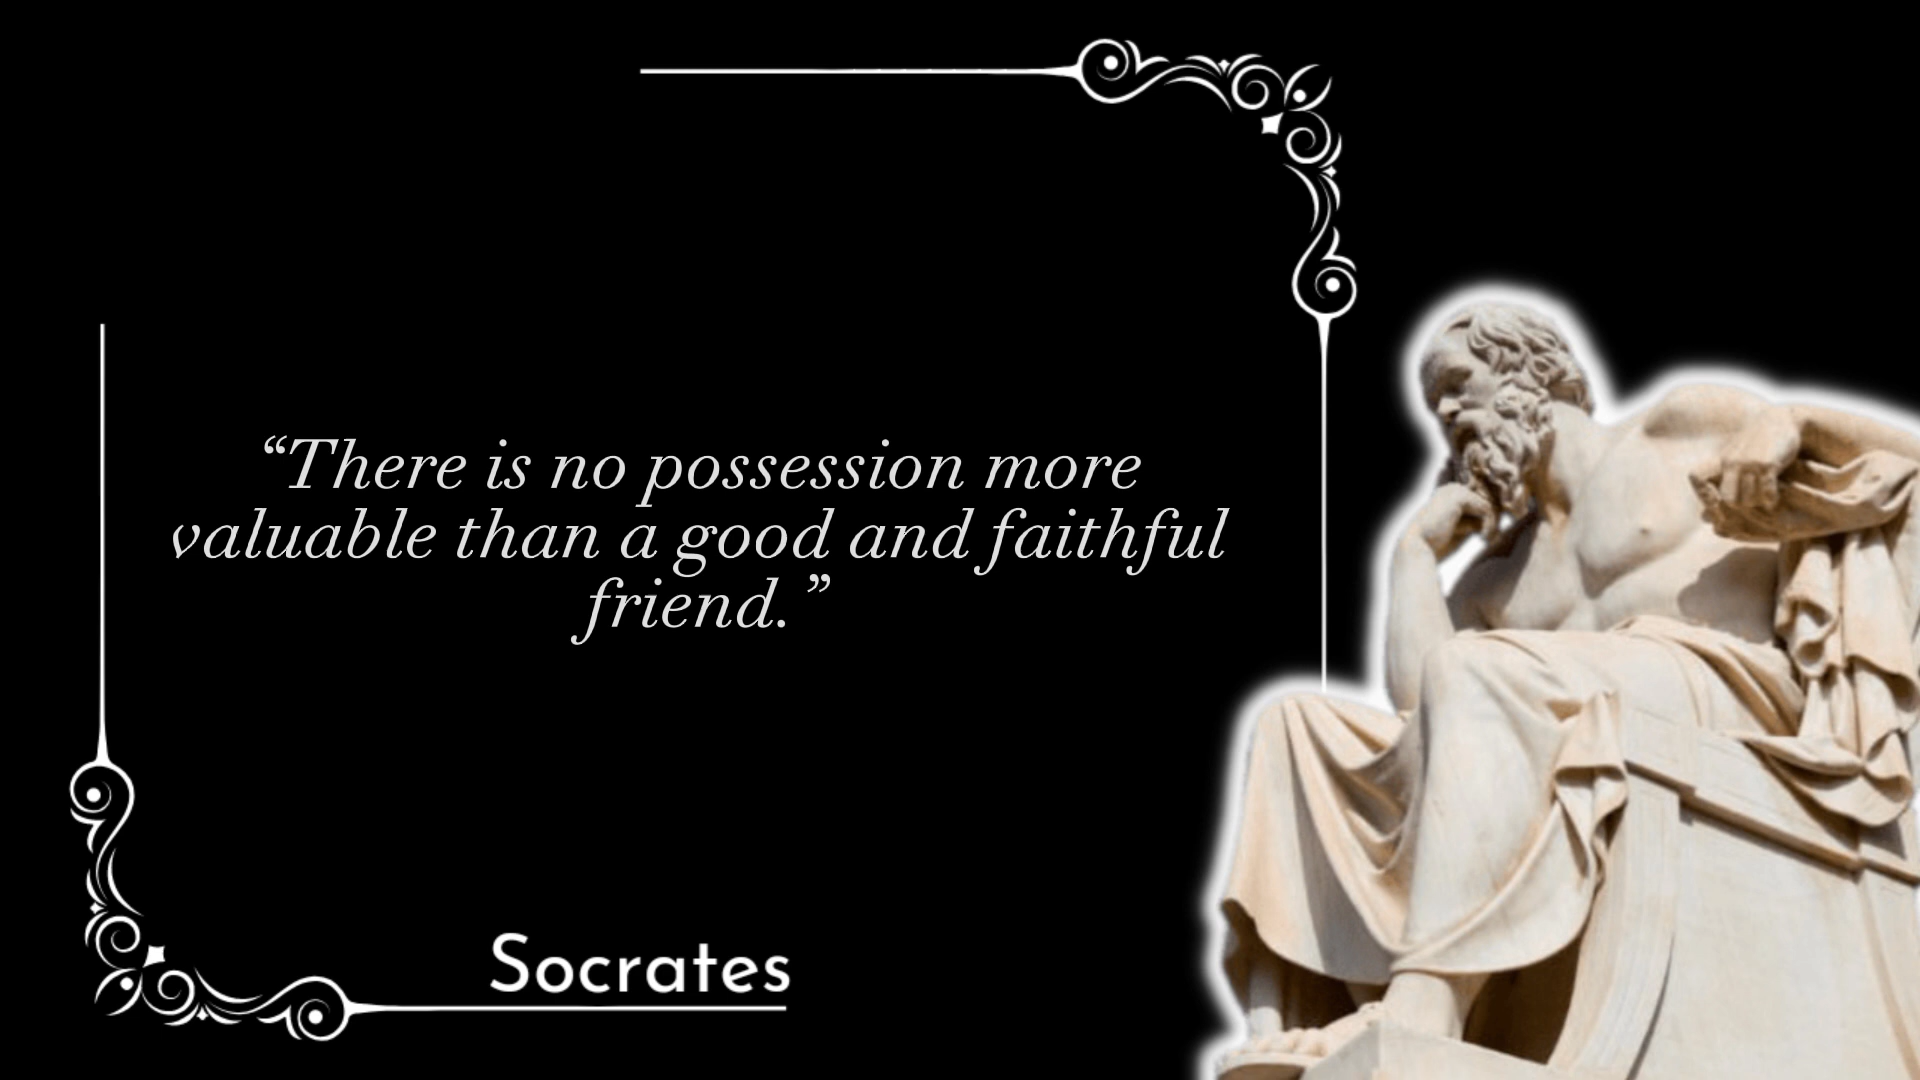 “There is no possession more
valuable than a good and faithful
friend.”
Socrates